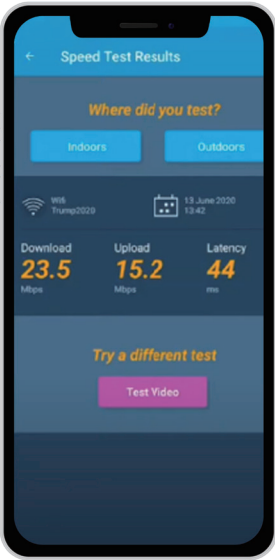 Speed Test Results
Where did you test?
Indoors
Outdoors
Wifi
Trump2020
13 June 2020
13:42
Download
Upload
Latency
23.5
15.2
44
Mbps
Mbps
ms
Try a different test
Test Video